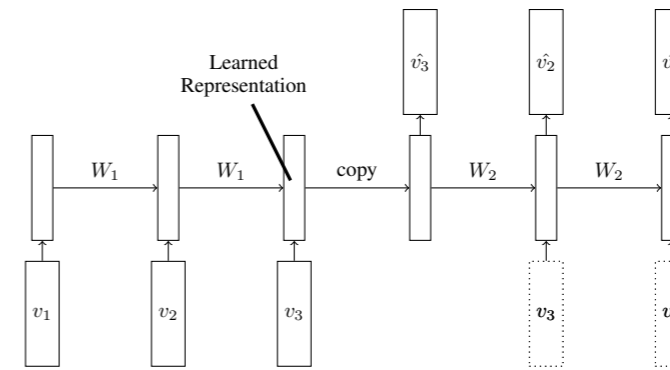 v̂₃ v̂₂
Learned
Representation
W₁ W₁ copy W₂ W₂
v₁ v₂ v₃ v₃